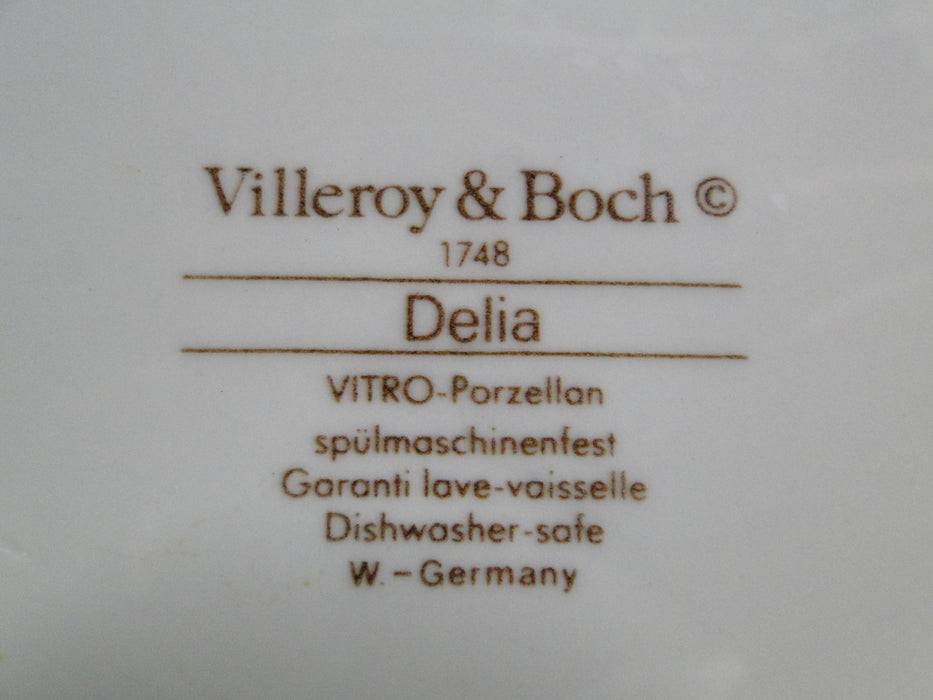 Villeroy & Boch ©
1748
Delia
VITRO-Porzellan
spülmaschinenfest
Garanti lave-vaisselle
Dishwasher-safe
W.-Germany